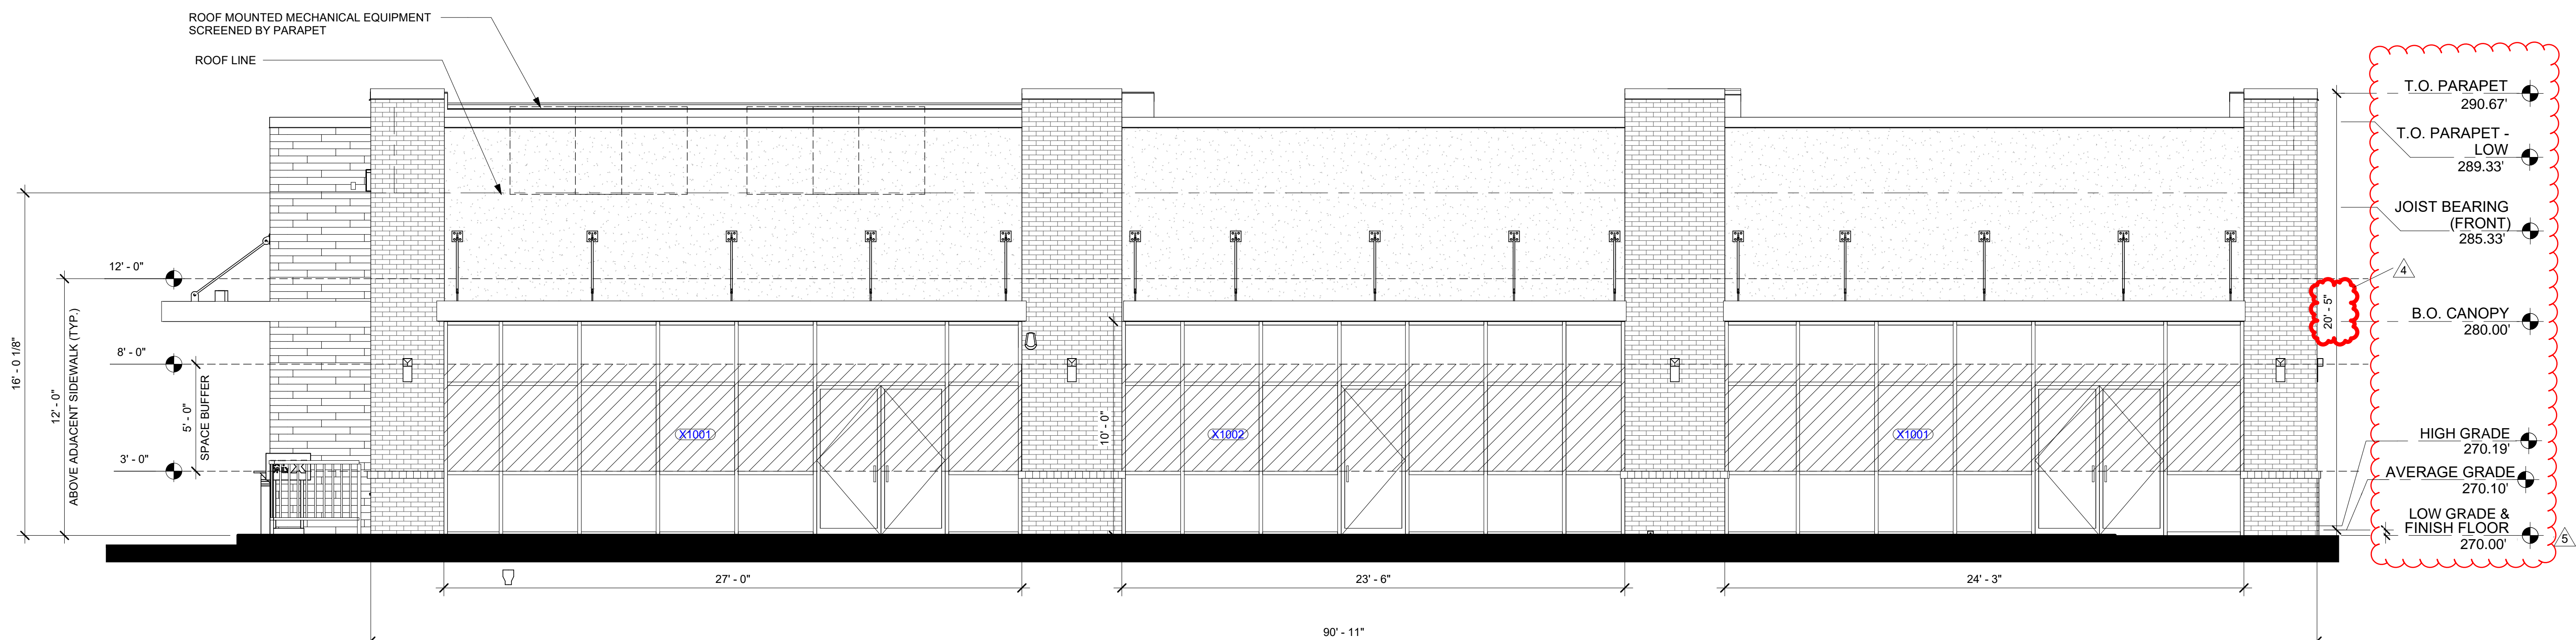 ROOF MOUNTED MECHANICAL EQUIPMENT
SCREENED BY PARAPET
ROOF LINE
16' - 0 1/8"
12' - 0"
ABOVE ADJACENT SIDEWALK (TYP.)
12' - 0"
8' - 0"
5' - 0"
SPACE BUFFER
3' - 0"
X1001
10' - 0"
X1002
X1001
20' - 5"
4
T.O. PARAPET
290.67'
T.O. PARAPET -
LOW
289.33'
JOIST BEARING
(FRONT)
285.33'
B.O. CANOPY
280.00'
HIGH GRADE
270.19'
AVERAGE GRADE
270.10'
LOW GRADE &
FINISH FLOOR
270.00'
5
27' - 0"
23' - 6"
24' - 3"
90' - 11"